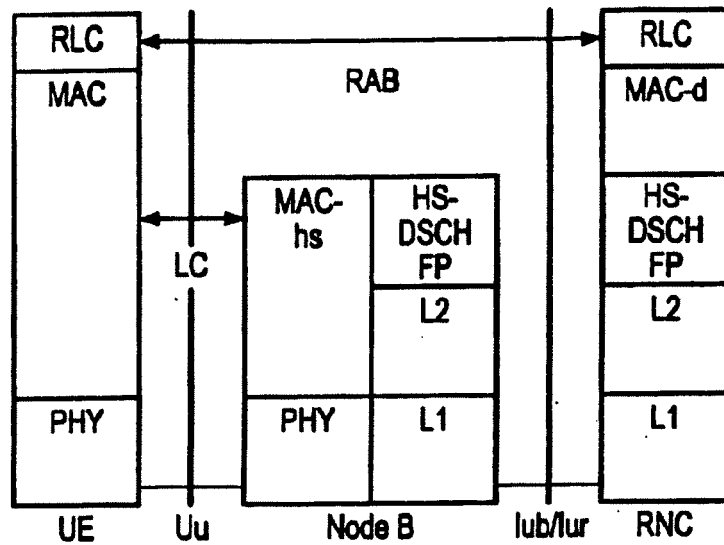 RLC
RLC
RAB
MAC
MAC-d
MAC-
hs
HS-
DSCH
FP
HS-
DSCH
FP
LC
L2
L2
PHY
PHY
L1
L1
UE
Uu
Node B
Iub/Iur
RNC